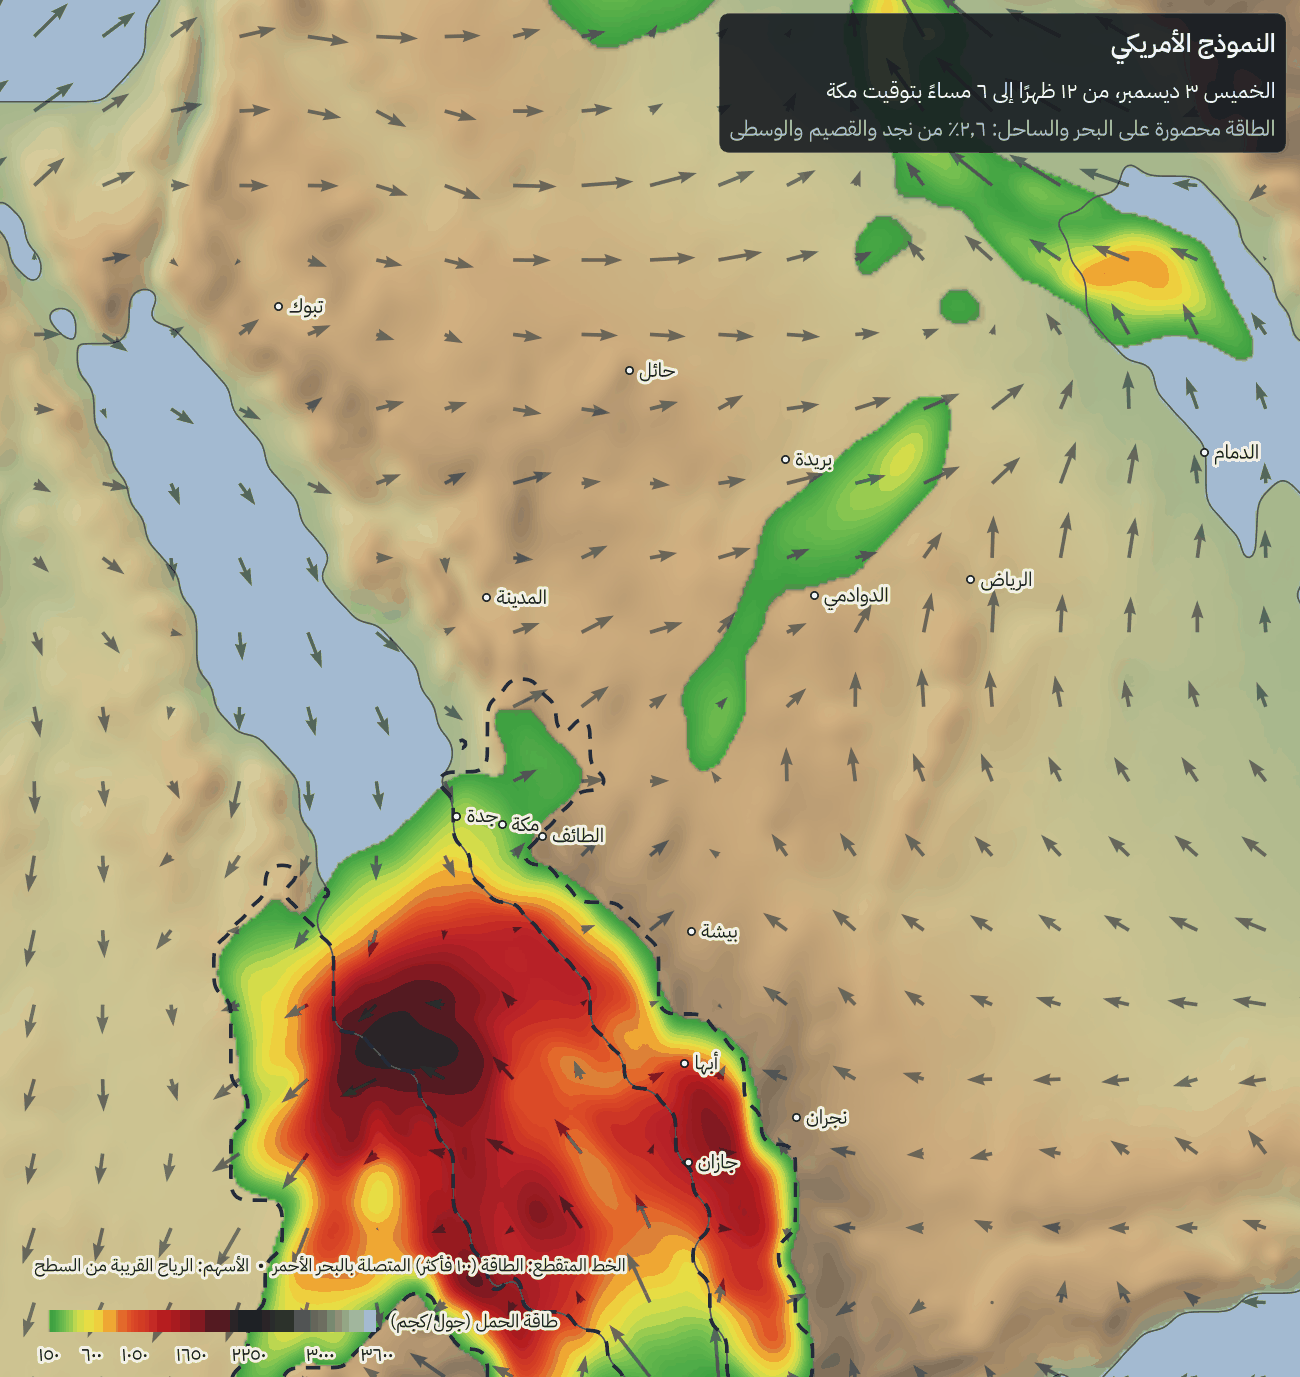 النموذج الأمريكي
الخميس ٣ ديسمبر، من ١٢ ظهرًا إلى ٦ مساءً بتوقيت مكة
الطاقة محصورة على البحر والساحل: ٢,٦٪ من نجد والقصيم والوسطى
تبوك
حائل
بريدة
الدمام
الرياض
الدوادمي
المدينة
جدة
مكة
الطائف
بيشة
أبها
نجران
جازان
الخط المتقطع: الطاقة (١٠ فأكثر) المتصلة بالبحر الأحمر • الأسهم: الرياح القريبة من السطح
طاقة الحمل (جول/كجم)
١٥٠ ٦٠٠ ١٠٥٠ ١٦٥٠ ٢٢٥٠ ٣٠٠٠ ٣٦٠٠